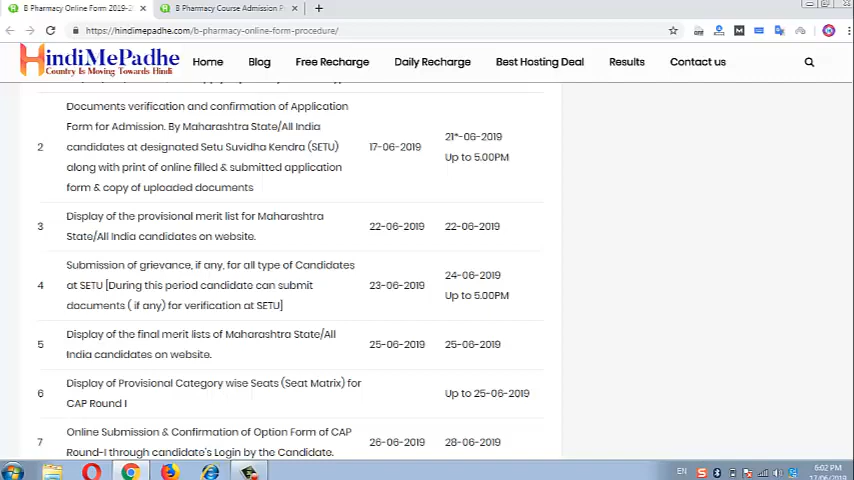 B Pharmacy Online Form 2019-2
B Pharmacy Course Admission P
https://hindimepadhe.com/b-pharmacy-online-form-procedure/
HindiMePadhe
Country Is Moving Towards Hindi
Home
Blog
Free Recharge
Daily Recharge
Best Hosting Deal
Results
Contact us
Documents verification and confirmation of Application
Form for Admission. By Maharashtra State/All India
2 candidates at designated Setu Suvidha Kendra (SETU) 17-06-2019 21*-06-2019
along with print of online filled & submitted application Up to 5.00PM
form & copy of uploaded documents
3 Display of the provisional merit list for Maharashtra 22-06-2019 22-06-2019
State/All India candidates on website.
Submission of grievance, if any, for all type of Candidates
4 at SETU [During this period candidate can submit 23-06-2019 24-06-2019
documents ( if any) for verification at SETU] Up to 5.00PM
5 Display of the final merit lists of Maharashtra State/All 25-06-2019 25-06-2019
India candidates on website.
6 Display of Provisional Category wise Seats (Seat Matrix) for Up to 25-06-2019
CAP Round I
7 Online Submission & Confirmation of Option Form of CAP 26-06-2019 28-06-2019
Round-I through candidate's Login by the Candidate.
EN
6:02 PM
17/06/2019